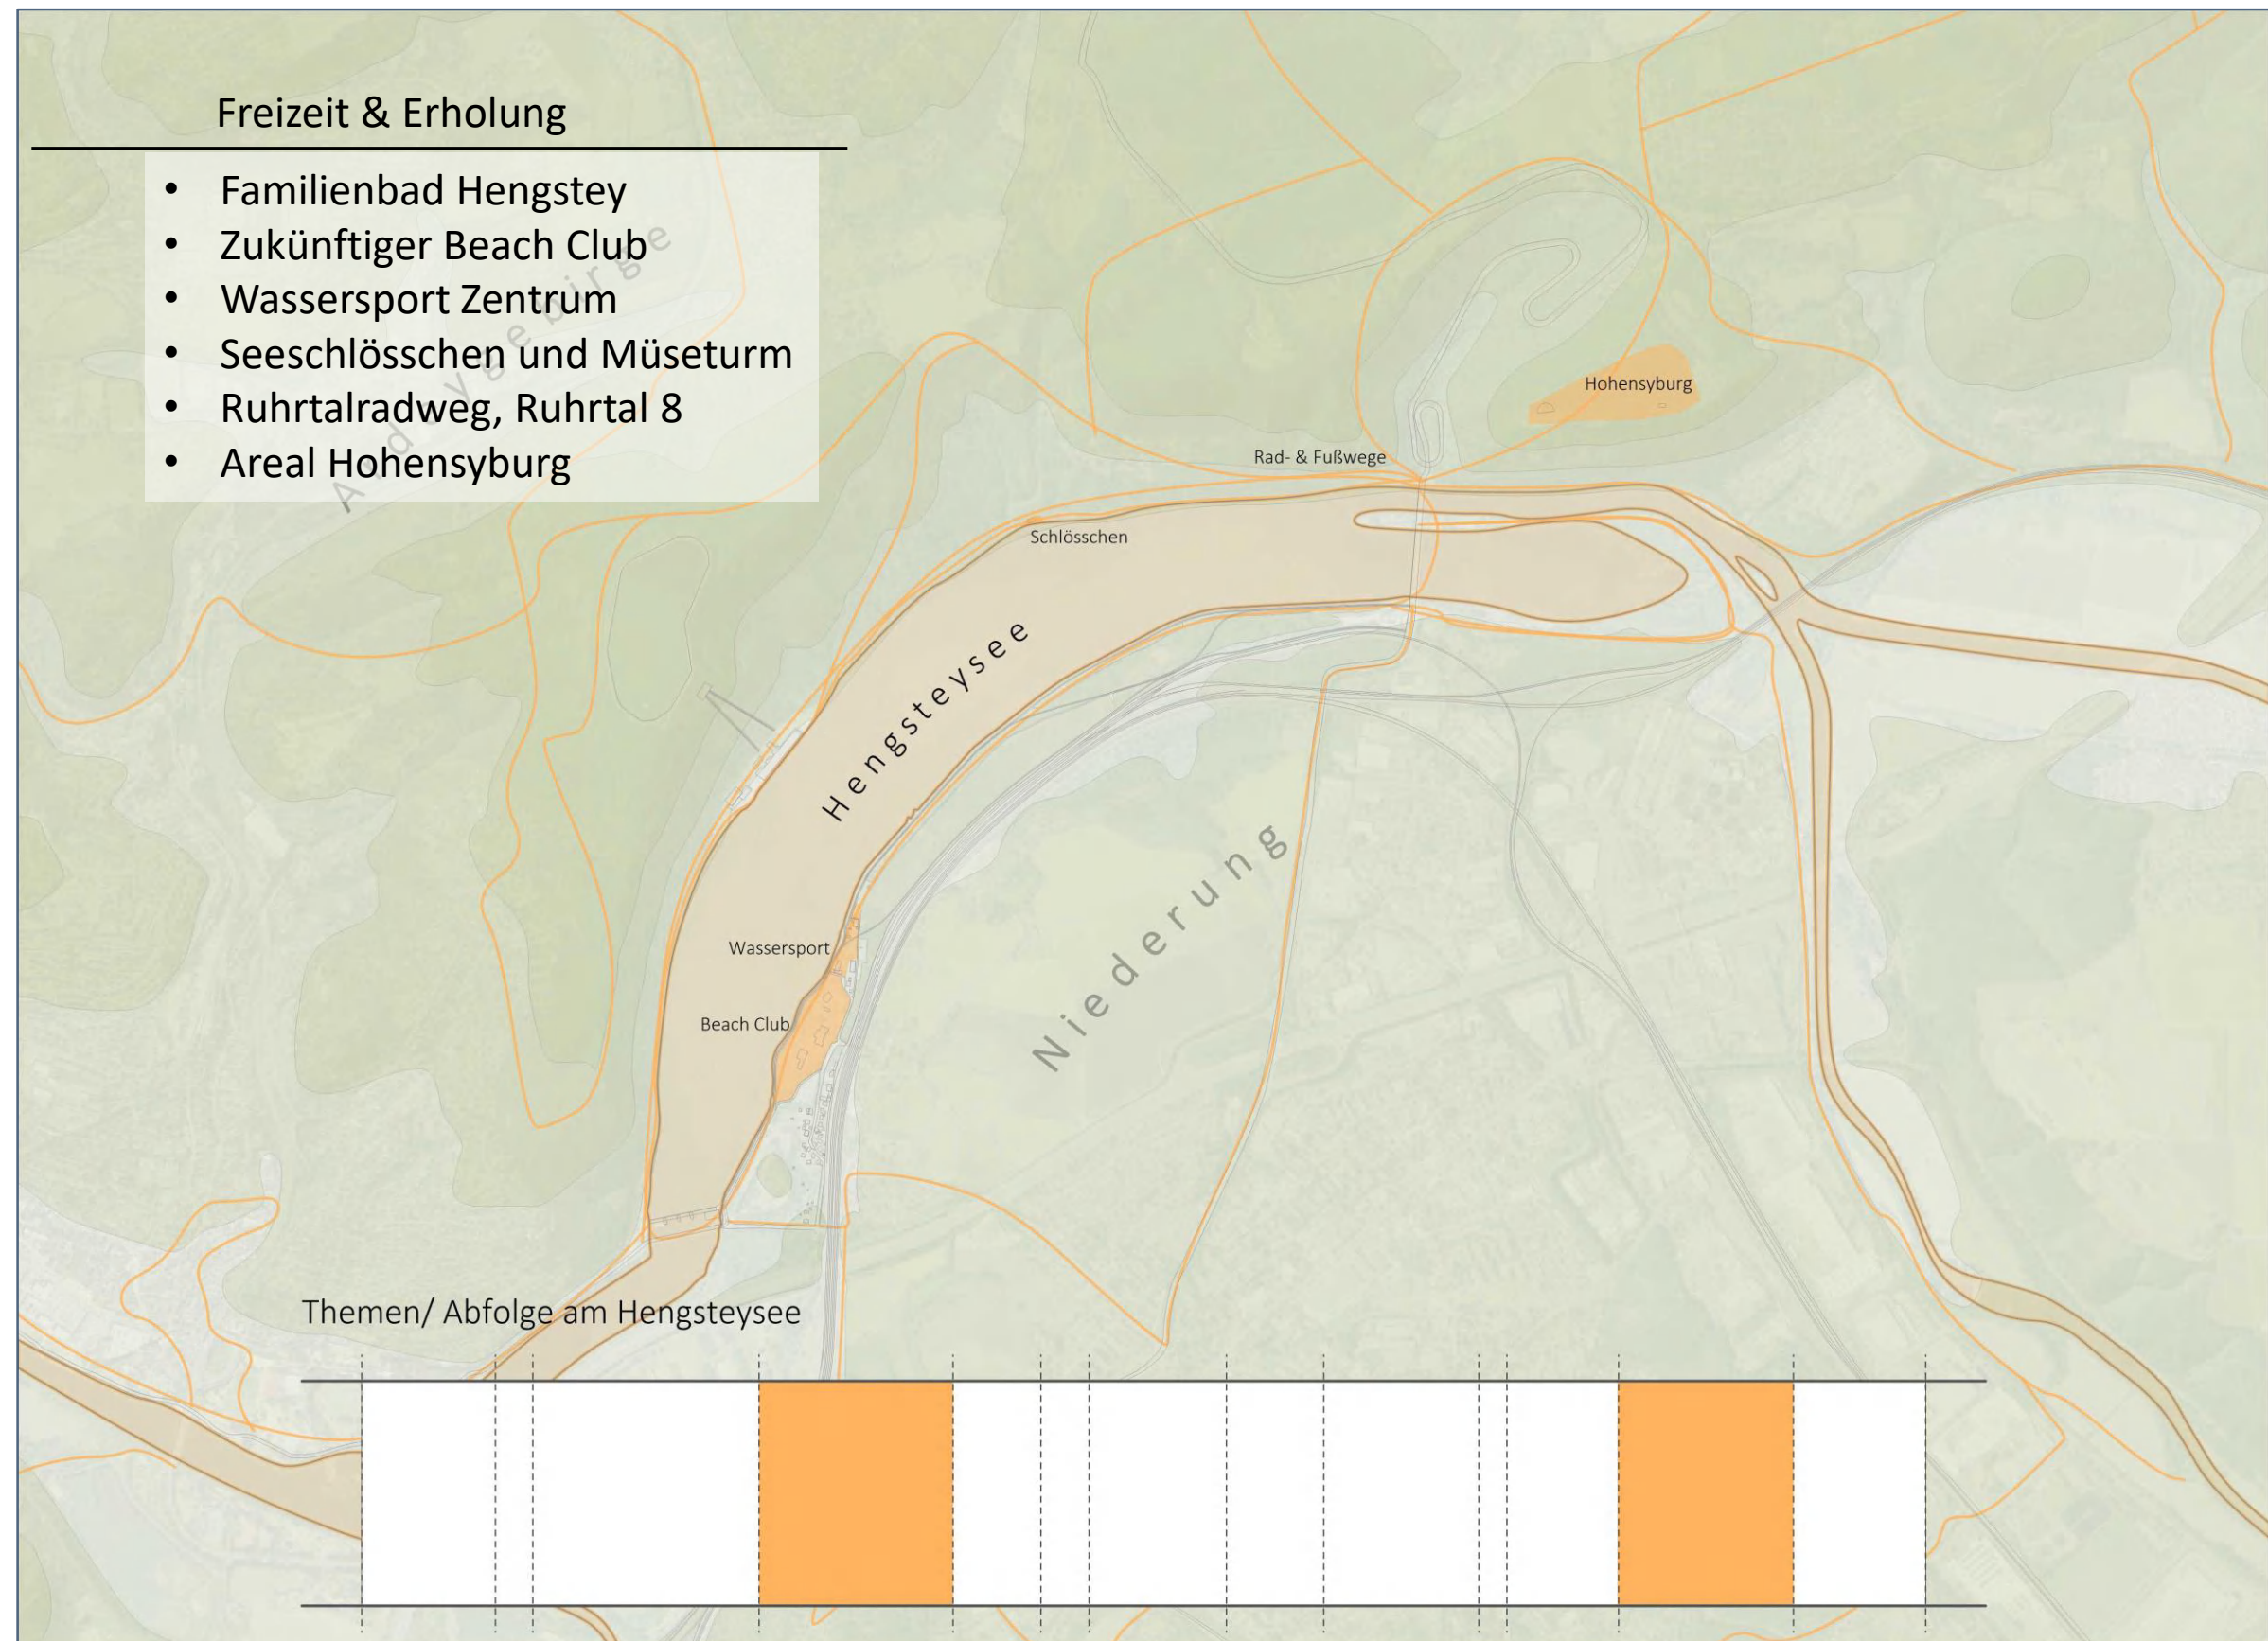 Freizeit & Erholung
• Familienbad Hengstey
• Zukünftiger Beach Club
• Wassersport Zentrum
• Seeschlösschen und Müseturm
• Ruhrtalradweg, Ruhrtal 8
• Areal Hohensyburg
Ardeygebirge
Hohensyburg
Rad- & Fußwege
Schlösschen
Hengsteysee
Niederung
Wassersport
Beach Club
Themen/ Abfolge am Hengsteysee